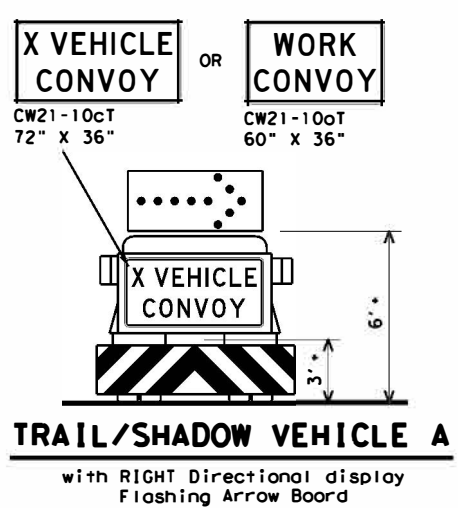 X VEHICLE
CONVOY
OR
WORK
CONVOY
CW21-10cT
72" X 36"
CW21-10oT
60" X 36"
X VEHICLE
CONVOY
6' +
3' +
TRAIL/SHADOW VEHICLE A
with RIGHT Directional display
Flashing Arrow Board